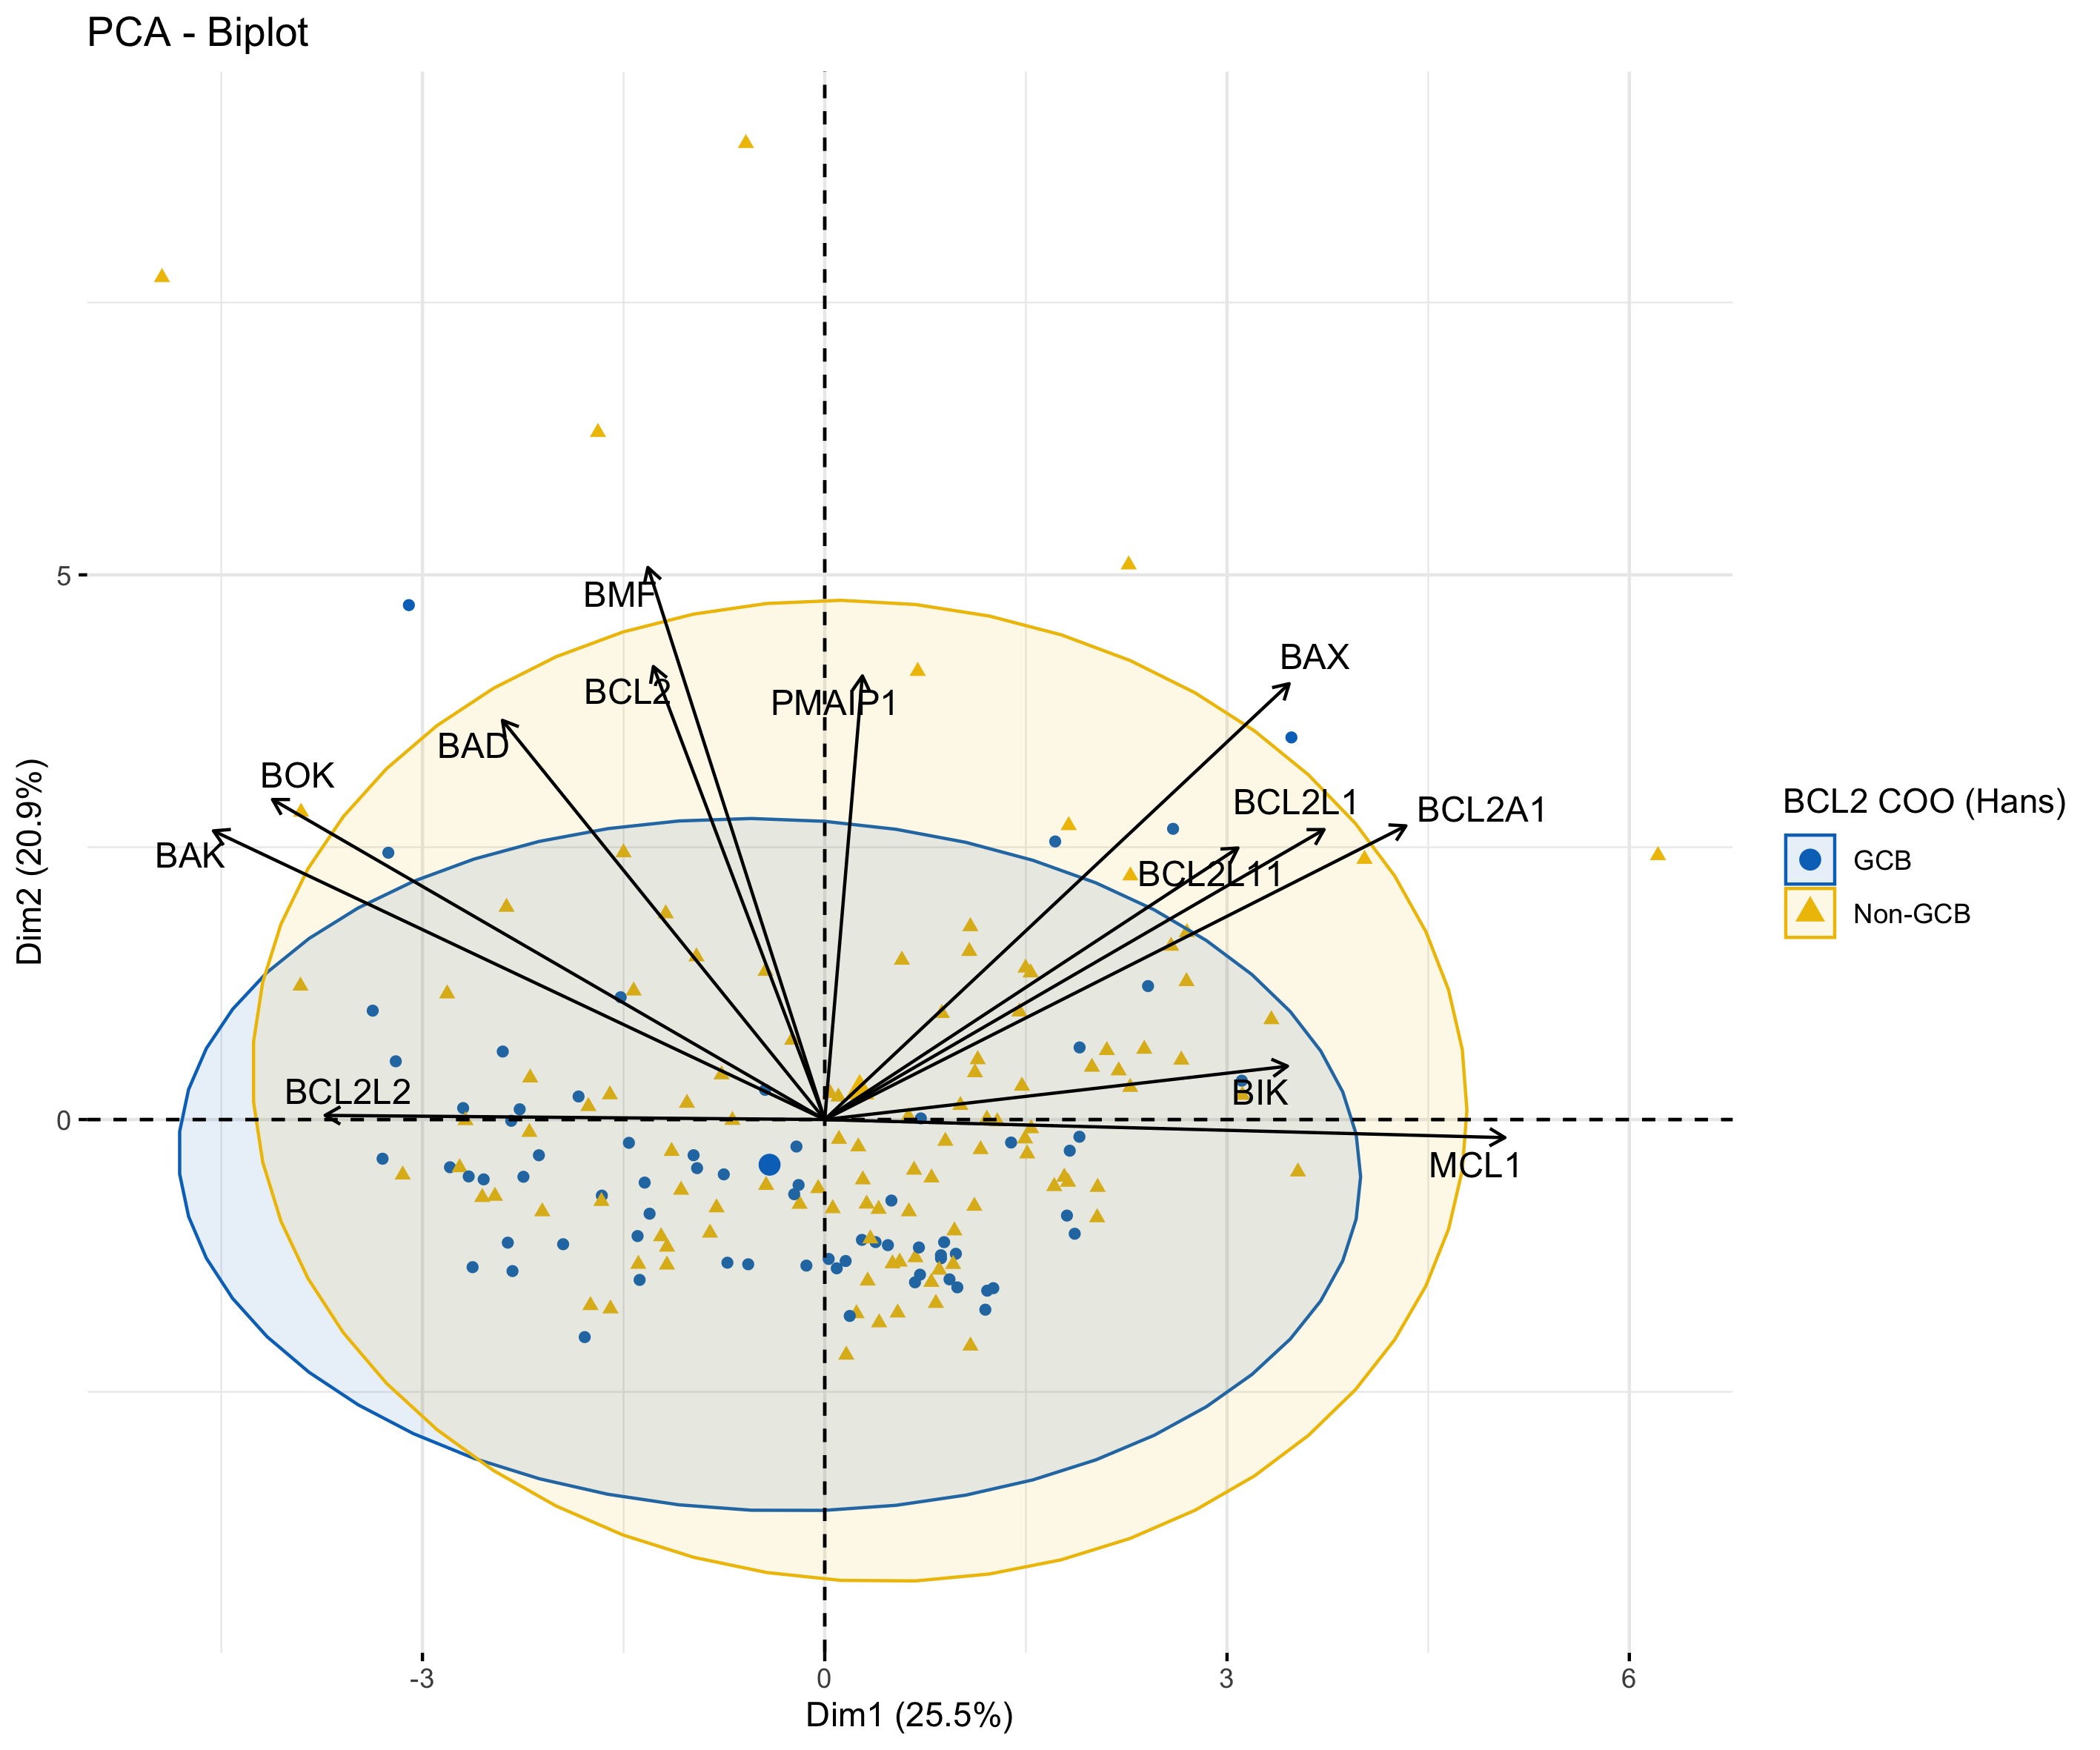 PCA - Biplot
BMF
BAX
BCL2
PMAIP1
BAD
BOK
BCL2L1
BCL2A1
BAK
BCL2L11
BCL2L2
BIK
MCL1
5
0
Dim2 (20.9%)
-3
0
3
6
Dim1 (25.5%)
BCL2 COO (Hans)
GCB
Non-GCB